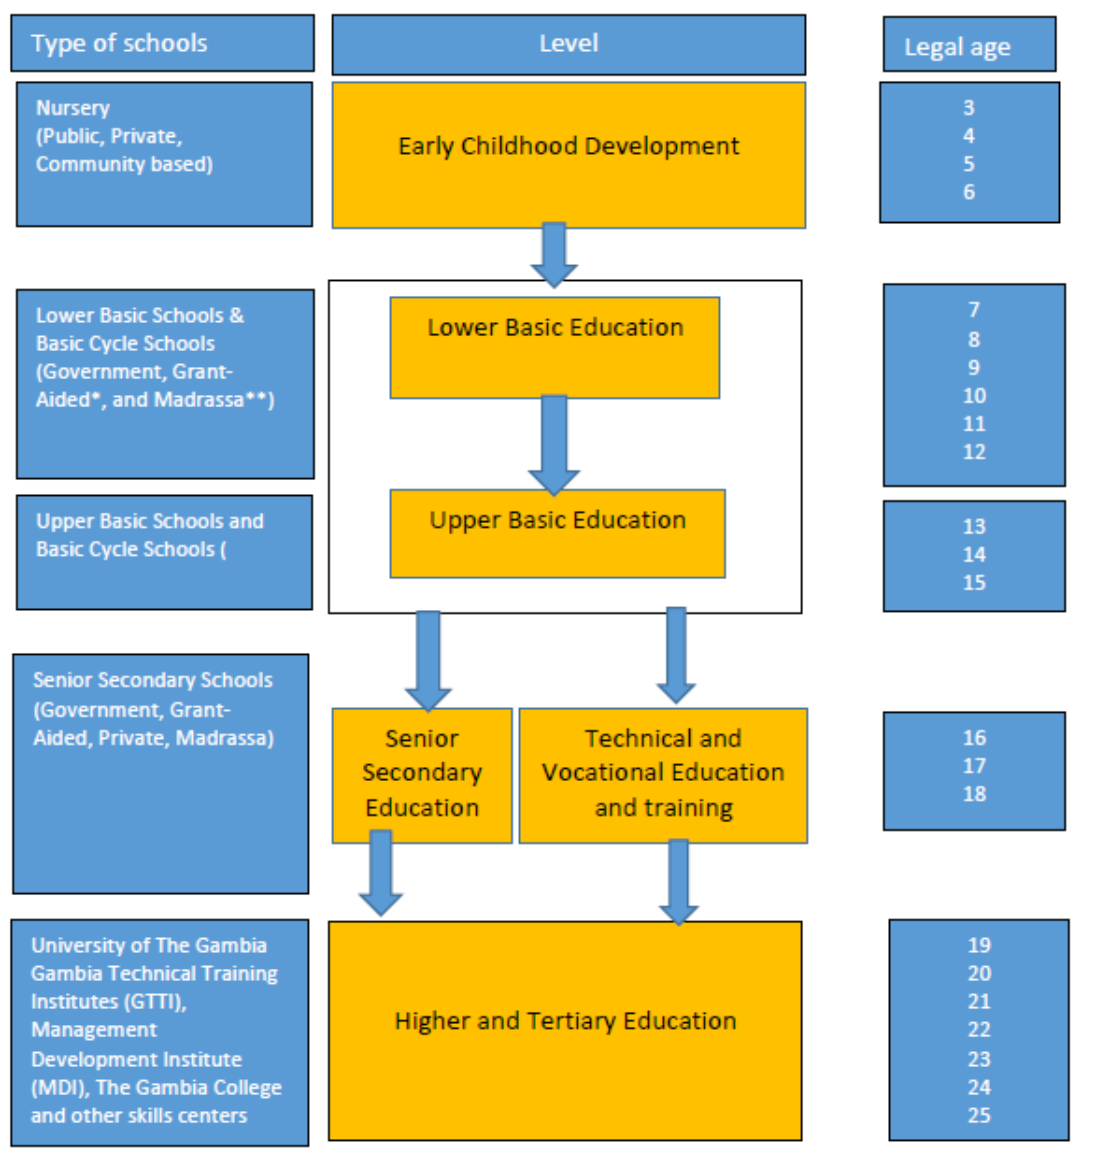 Type of schools
Level
Legal age
Nursery
(Public, Private,
Community based)
Early Childhood Development
3
4
5
6
Lower Basic Schools &
Basic Cycle Schools
(Government, Grant-
Aided*, and Madrassa**)
Lower Basic Education
7
8
9
10
11
12
Upper Basic Schools and
Basic Cycle Schools (
Upper Basic Education
13
14
15
Senior Secondary Schools
(Government, Grant-
Aided, Private, Madrassa)
Senior
Secondary
Education
Technical and
Vocational Education
and training
16
17
18
University of The Gambia
Gambia Technical Training
Institutes (GTTI),
Management
Development Institute
(MDI), The Gambia College
and other skills centers
Higher and Tertiary Education
19
20
21
22
23
24
25